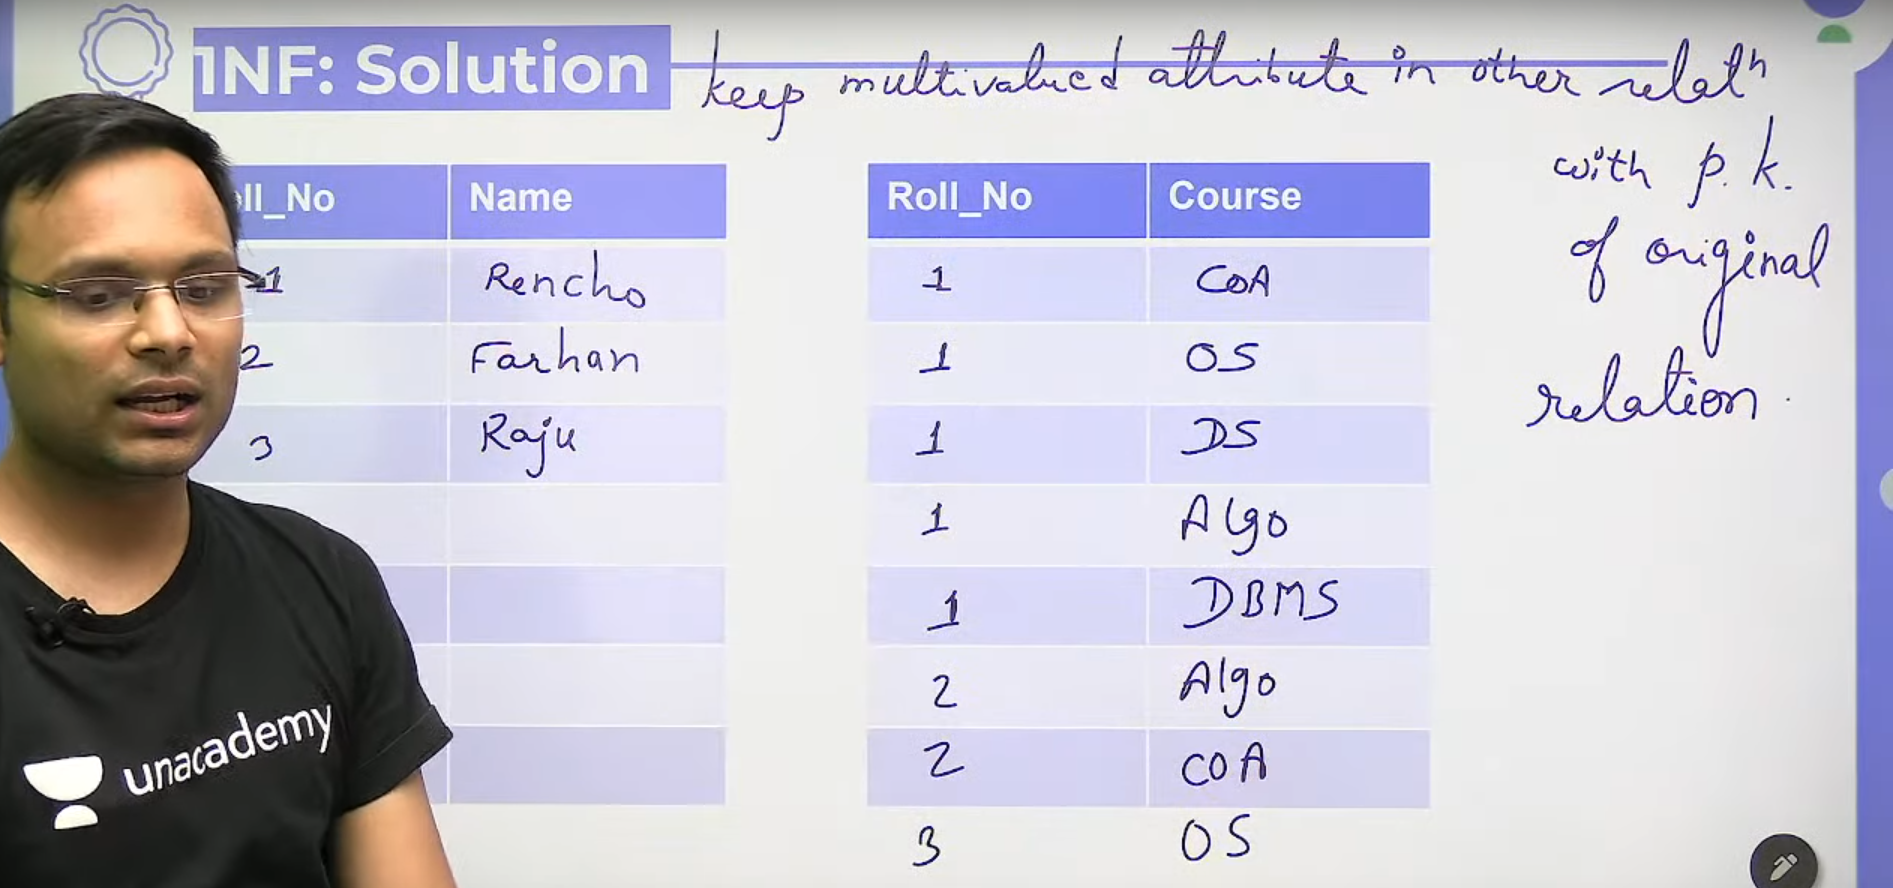 1NF: Solution keep multivalued attribute in other relatn
with p.k.
of original
relation.
ll_No Name
1 Rencho
2 Farhan
3 Raju
Roll_No Course
1 COA
1 OS
1 DS
1 Algo
1 DBMS
2 Algo
2 COA
3 OS
unacademy